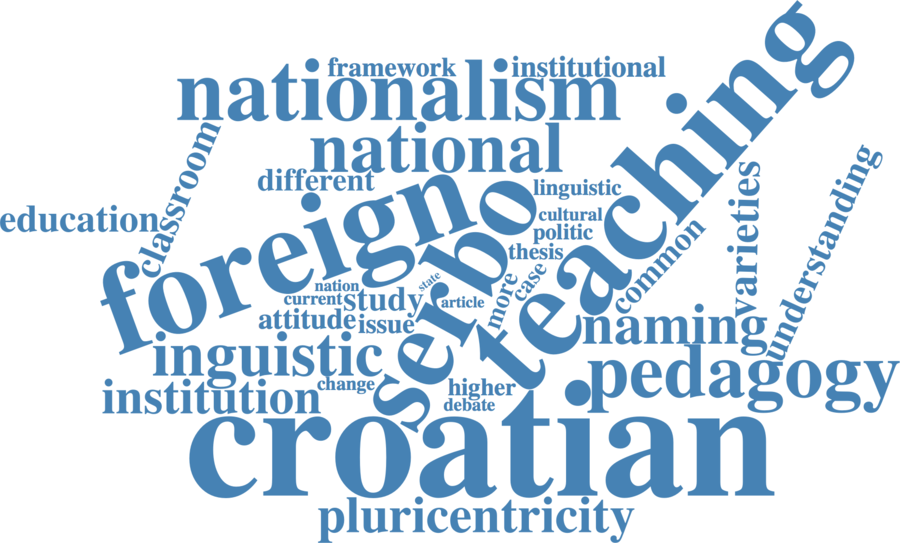 framework
institutional
nationalism
teaching
national
classroom
different
linguistic
education
foreign
serbo
cultural
politic
thesis
common
varieties
understanding
nation
state
current
study
article
more
case
attitude
issue
naming
inguistic
pedagogy
institution
change
higher
debate
croatian
pluricentricity